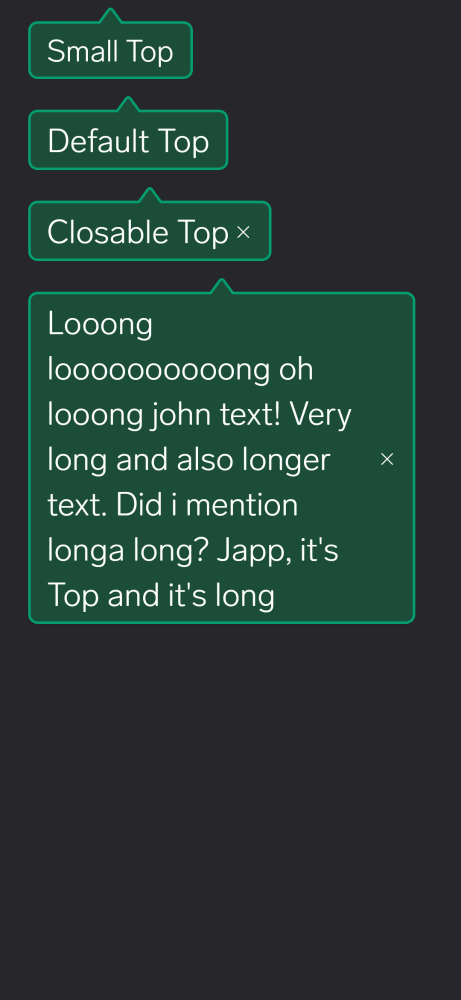 Small Top
Default Top
Closable Top ×
Looong
looooooooooong oh
looong john text! Very
long and also longer
text. Did i mention
longa long? Japp, it's
Top and it's long
×